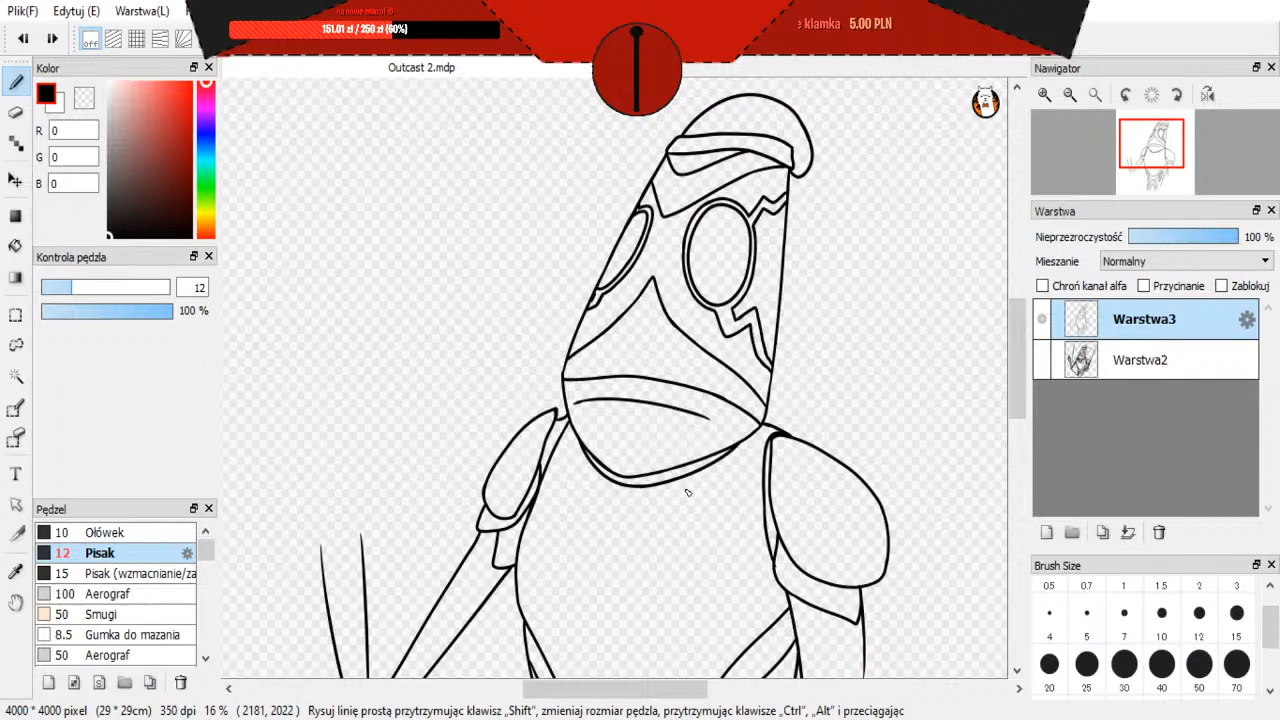 Plik(F) Edytuj (E) Warstwa(L)
na nowe mikro! :D
151.01 zł / 250 zł (60%)
klamka 5.00 PLN
off
Kolor
Outcast 2.mdp
Nawigator
R 0
G 0
B 0
Warstwa
Nieprzezroczystość 100 %
Mieszanie Normalny
Chroń kanał alfa Przycinanie Zablokuj
Kontrola pędzla
12
100 %
Warstwa3
Warstwa2
Pędzel
10 Ołówek
12 Pisak
15 Pisak (wzmacnianie/za
100 Aerograf
50 Smugi
8.5 Gumka do mazania
50 Aerograf
T
Brush Size
0.5 0.7 1 1.5 2 3
4 5 7 10 12 15
20 25 30 40 50 70
4000 * 4000 pixel (29 * 29cm) 350 dpi 16 % ( 2181, 2022 ) Rysuj linię prostą przytrzymując klawisz „Shift”, zmieniaj rozmiar pędzla, przytrzymując klawisze „Ctrl”, „Alt” i przeciągając